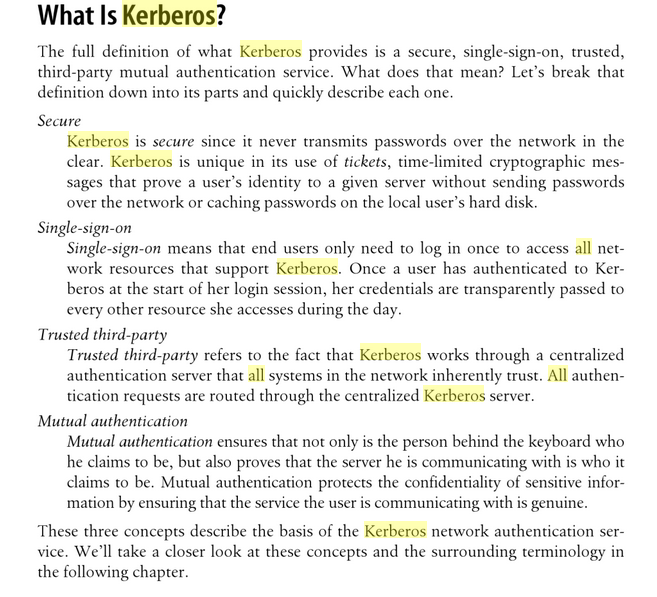 What Is Kerberos?
The full definition of what Kerberos provides is a secure, single-sign-on, trusted,
third-party mutual authentication service. What does that mean? Let's break that
definition down into its parts and quickly describe each one.
Secure
Kerberos is secure since it never transmits passwords over the network in the
clear. Kerberos is unique in its use of tickets, time-limited cryptographic mes-
sages that prove a user's identity to a given server without sending passwords
over the network or caching passwords on the local user's hard disk.
Single-sign-on
Single-sign-on means that end users only need to log in once to access all net-
work resources that support Kerberos. Once a user has authenticated to Ker-
beros at the start of her login session, her credentials are transparently passed to
every other resource she accesses during the day.
Trusted third-party
Trusted third-party refers to the fact that Kerberos works through a centralized
authentication server that all systems in the network inherently trust. All authen-
tication requests are routed through the centralized Kerberos server.
Mutual authentication
Mutual authentication ensures that not only is the person behind the keyboard who
he claims to be, but also proves that the server he is communicating with is who it
claims to be. Mutual authentication protects the confidentiality of sensitive infor-
mation by ensuring that the service the user is communicating with is genuine.
These three concepts describe the basis of the Kerberos network authentication ser-
vice. We'll take a closer look at these concepts and the surrounding terminology in
the following chapter.